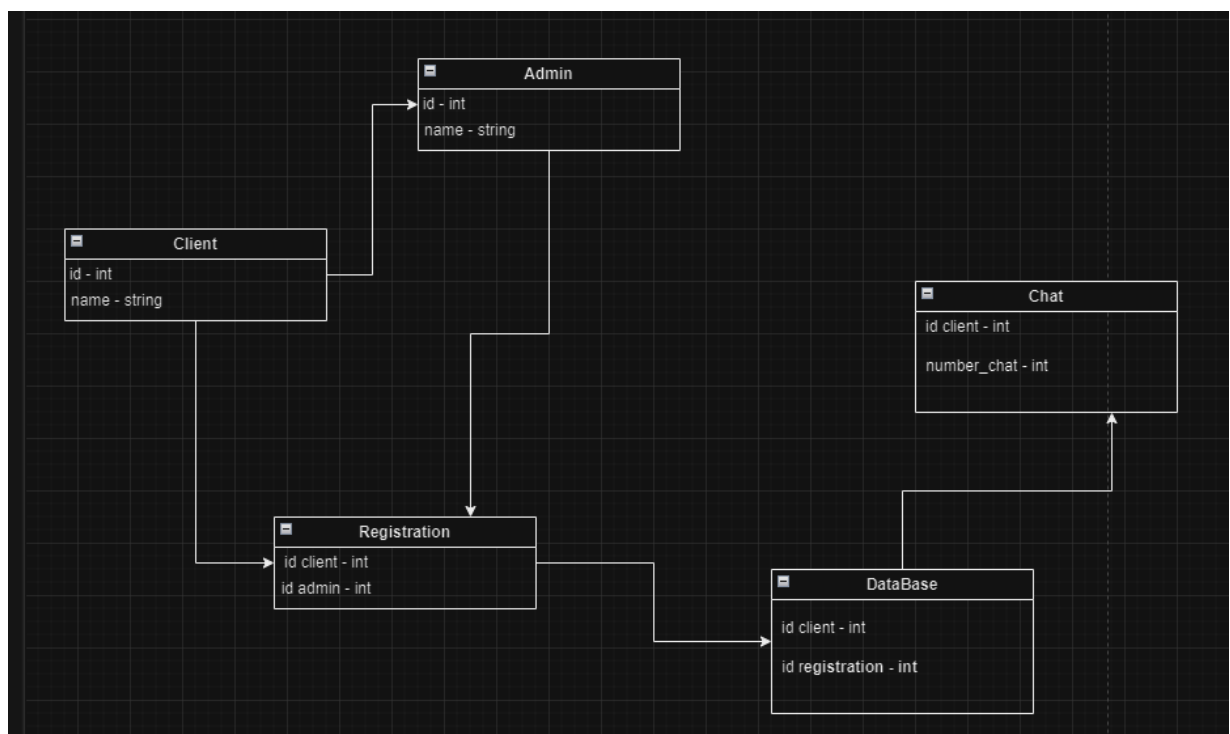 Admin
id - int
name - string
Client
id - int
name - string
Chat
id client - int
number_chat - int
Registration
id client - int
id admin - int
DataBase
id client - int
id registration - int